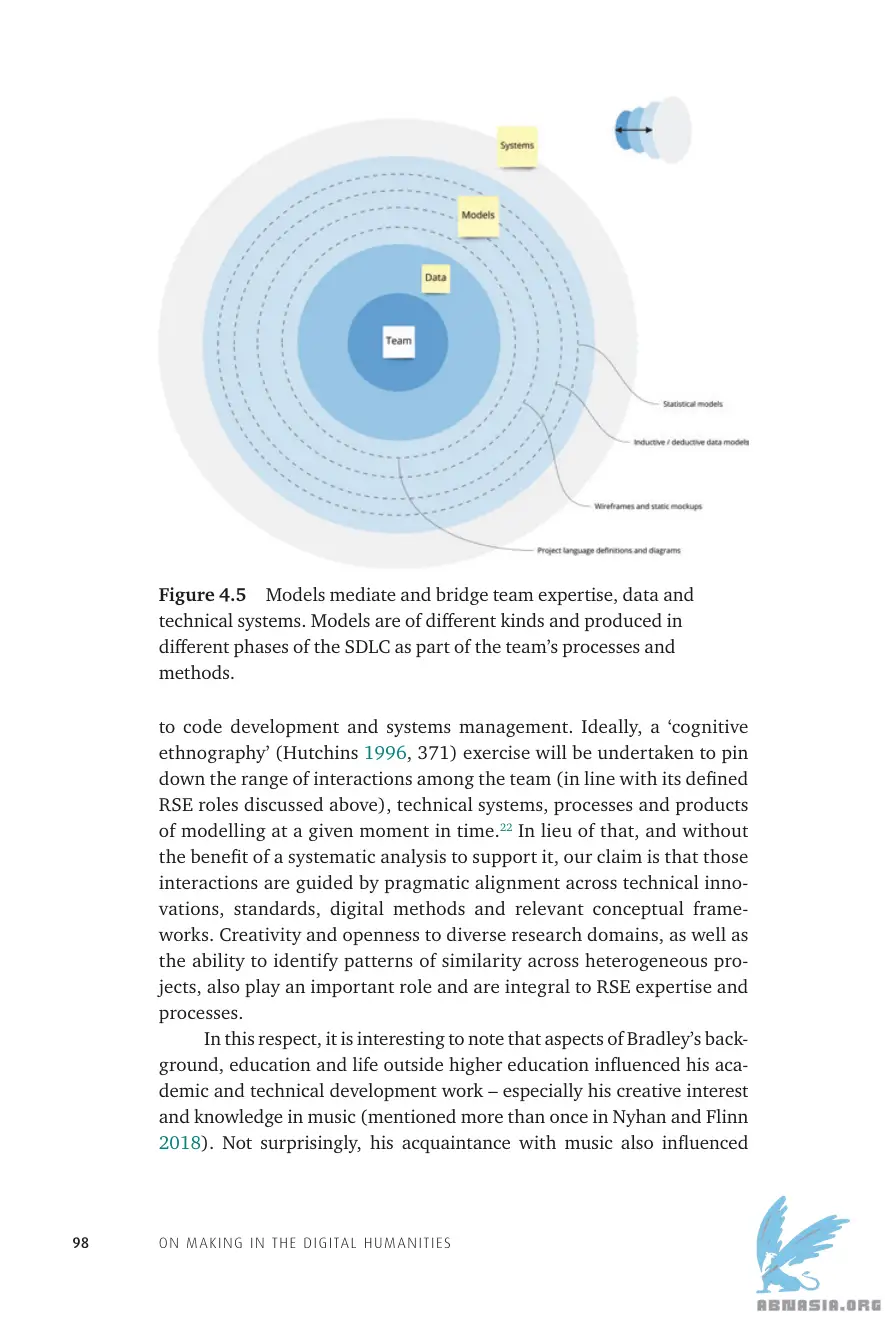 Systems
Models
Data
Team
Statistical models
Inductive / deductive data models
Wireframes and static mockups
Project language definitions and diagrams
Figure 4.5 Models mediate and bridge team expertise, data and
technical systems. Models are of different kinds and produced in
different phases of the SDLC as part of the team’s processes and
methods.
to code development and systems management. Ideally, a ‘cognitive
ethnography’ (Hutchins 1996, 371) exercise will be undertaken to pin
down the range of interactions among the team (in line with its defined
RSE roles discussed above), technical systems, processes and products
of modelling at a given moment in time.22 In lieu of that, and without
the benefit of a systematic analysis to support it, our claim is that those
interactions are guided by pragmatic alignment across technical inno-
vations, standards, digital methods and relevant conceptual frame-
works. Creativity and openness to diverse research domains, as well as
the ability to identify patterns of similarity across heterogeneous pro-
jects, also play an important role and are integral to RSE expertise and
processes.
In this respect, it is interesting to note that aspects of Bradley’s back-
ground, education and life outside higher education influenced his aca-
demic and technical development work – especially his creative interest
and knowledge in music (mentioned more than once in Nyhan and Flinn
2018). Not surprisingly, his acquaintance with music also influenced
98 ON MAKING IN THE DIGITAL HUMANITIES
ABNASIA.ORG